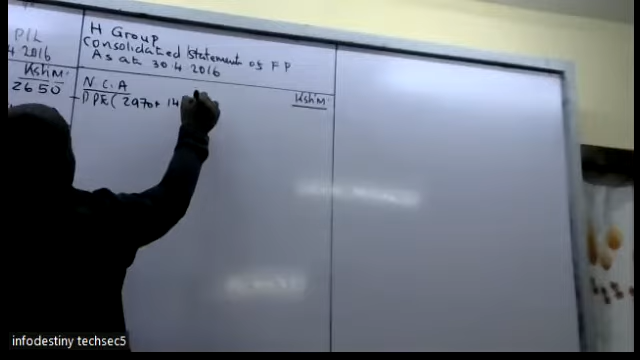 P/L
4 2016
KshM.
2650
H Group
Consolidated Statement of F P
As at 30.4 2016
KshM
N.C.A
PPE (2970+ 14
infodestiny techsec5